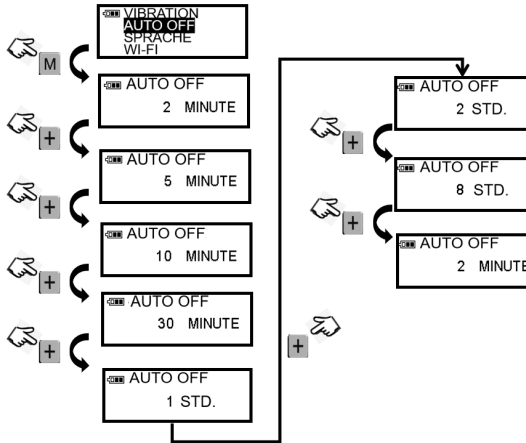 VIBRATION
AUTO OFF
SPRACHE
WI-FI
M
AUTO OFF
2 MINUTE
+
AUTO OFF
5 MINUTE
+
AUTO OFF
10 MINUTE
+
AUTO OFF
30 MINUTE
+
AUTO OFF
1 STD.
+
AUTO OFF
2 STD.
+
AUTO OFF
8 STD.
+
AUTO OFF
2 MINUTE